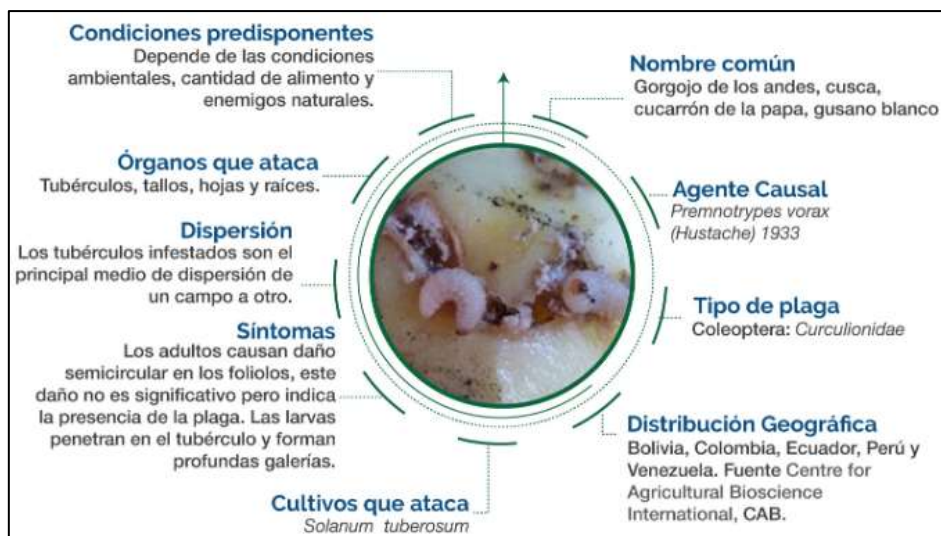 Condiciones predisponentes
Depende de las condiciones
ambientales, cantidad de alimento y
enemigos naturales.
Órganos que ataca
Tubérculos, tallos, hojas y raíces.
Dispersión
Los tubérculos infestados son el
principal medio de dispersión de
un campo a otro.
Síntomas
Los adultos causan daño
semicircular en los foliolos, este
daño no es significativo pero indica
la presencia de la plaga. Las larvas
penetran en el tubérculo y forman
profundas galerías.
Cultivos que ataca
Solanum tuberosum
Nombre común
Gorgojo de los andes, cusca,
cucarrón de la papa, gusano blanco
Agente Causal
Premnotrypes vorax
(Hustache) 1933
Tipo de plaga
Coleoptera: Curculionidae
Distribución Geográfica
Bolivia, Colombia, Ecuador, Perú y
Venezuela. Fuente Centre for
Agricultural Bioscience
International, CAB.